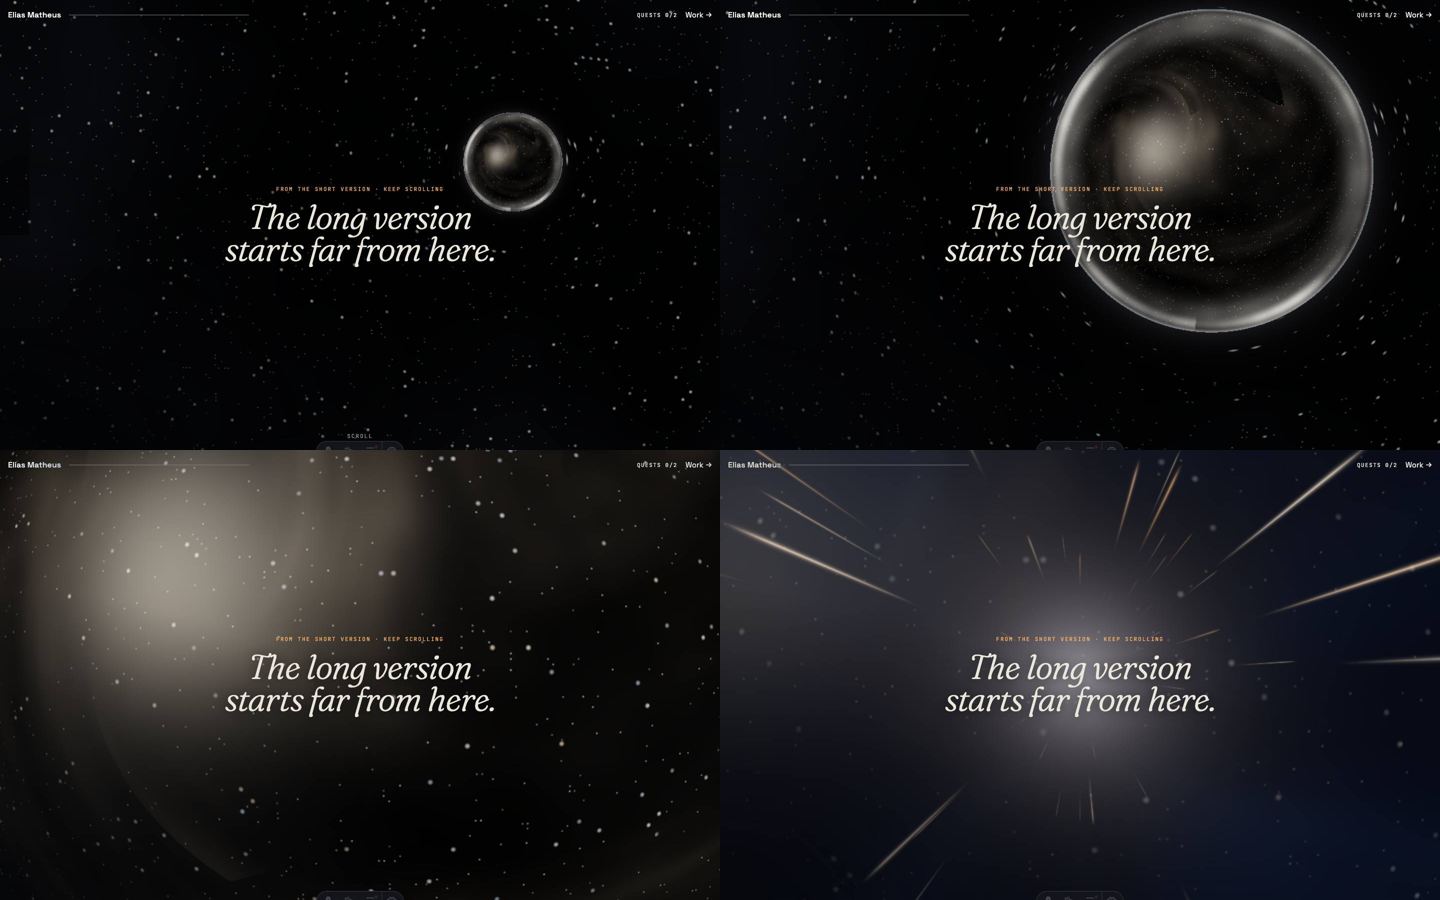 Elias Matheus
QUESTS 0/2 Work →
FROM THE SHORT VERSION · KEEP SCROLLING
The long version
starts far from here.
SCROLL
Elias Matheus
QUESTS 0/2 Work →
FROM THE SHORT VERSION · KEEP SCROLLING
The long version
starts far from here.
Elias Matheus
QUESTS 0/2 Work →
FROM THE SHORT VERSION · KEEP SCROLLING
The long version
starts far from here.
Elias Matheus
QUESTS 0/2 Work →
FROM THE SHORT VERSION · KEEP SCROLLING
The long version
starts far from here.